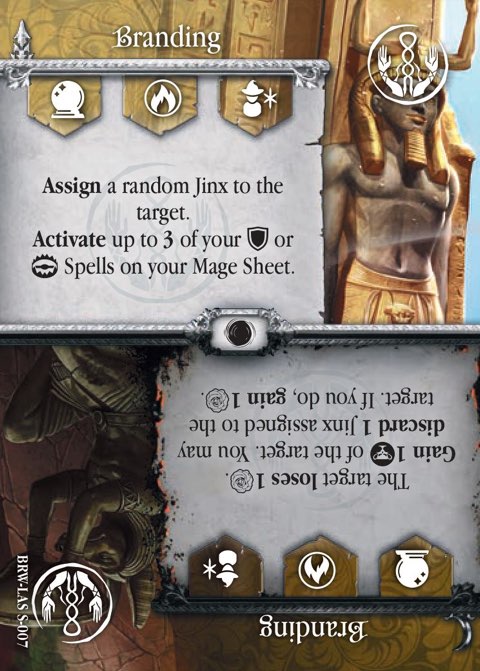 Branding
Assign a random Jinx to the
target.
Activate up to 3 of your or
Spells on your Mage Sheet.
Branding
The target loses 1 .
Gain 1 of the target. You may
discard 1 Jinx assigned to the
target. If you do, gain 1 .
BRW-LAS S-007